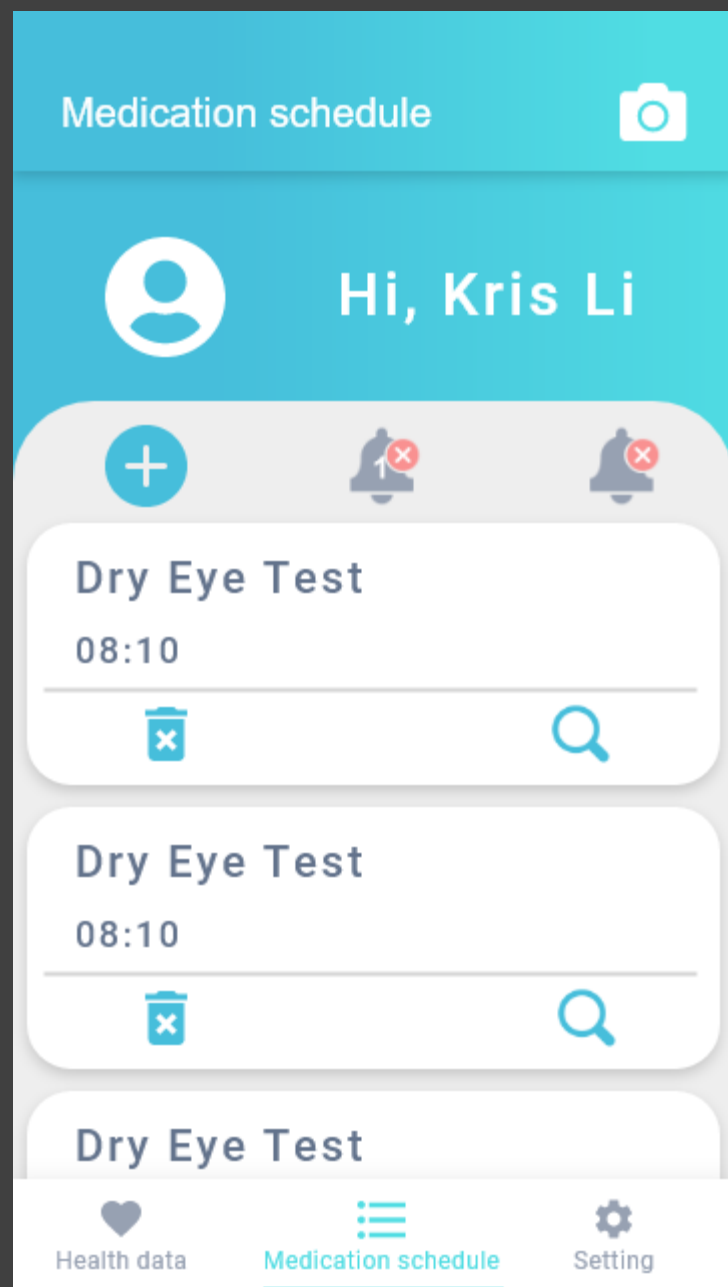 Medication schedule
Hi, Kris Li
1
Dry Eye Test
08:10
Dry Eye Test
08:10
Dry Eye Test
Health data
Medication schedule
Setting